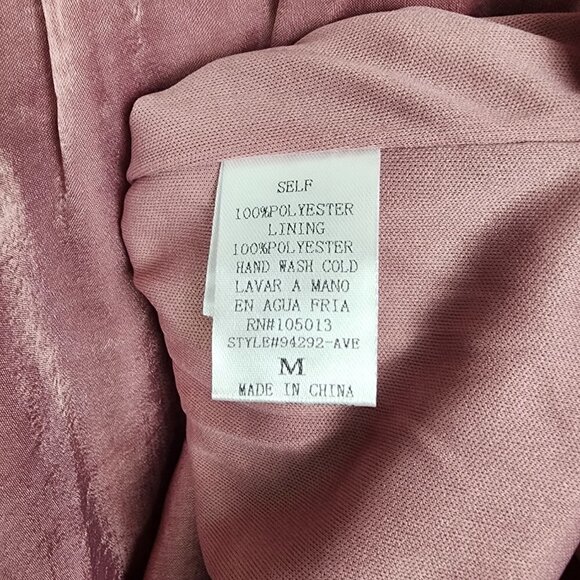 SELF
100%POLYESTER
LINING
100%POLYESTER
HAND WASH COLD
LAVAR A MANO
EN AGUA FRIA
RN#105013
STYLE#94292-AVE
M
MADE IN CHINA